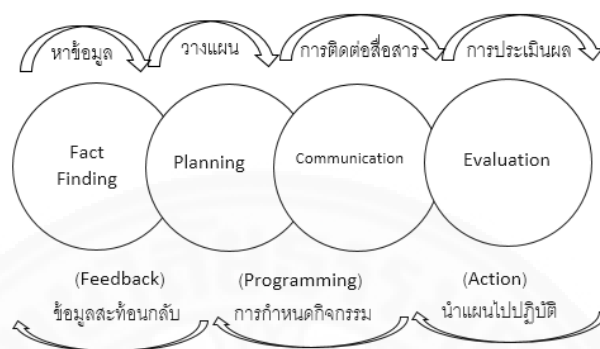 หาข้อมูล
วางแผน
การติดต่อสื่อสาร
การประเมินผล
Fact
Finding
Planning
Communication
Evaluation
(Feedback)
(Programming)
(Action)
ข้อมูลสะท้อนกลับ
การกำหนดกิจกรรม
นำแผนไปปฏิบัติ